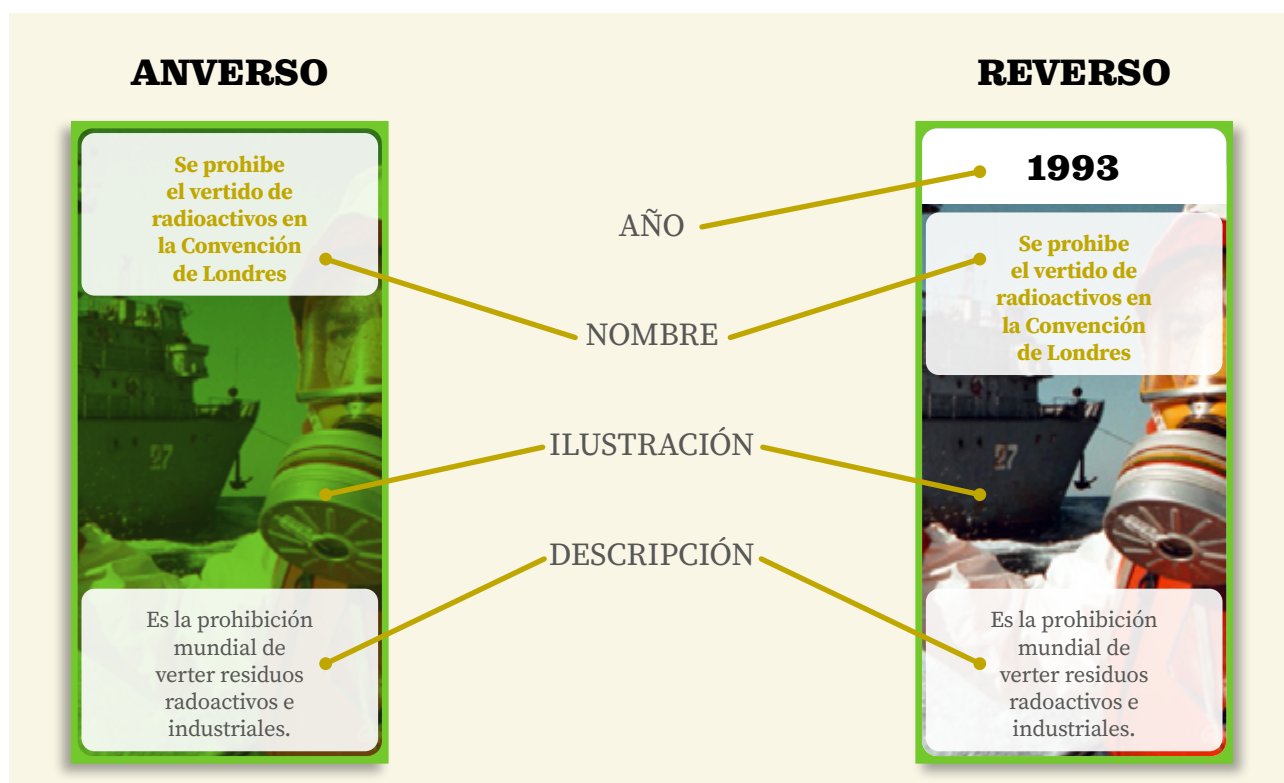 ANVERSO
REVERSO
Se prohibe
el vertido de
radioactivos en
la Convención
de Londres
27
Es la prohibición
mundial de
verter residuos
radoactivos e
industriales.
AÑO
NOMBRE
ILUSTRACIÓN
DESCRIPCIÓN
1993
Se prohibe
el vertido de
radioactivos en
la Convención
de Londres
27
Es la prohibición
mundial de
verter residuos
radoactivos e
industriales.